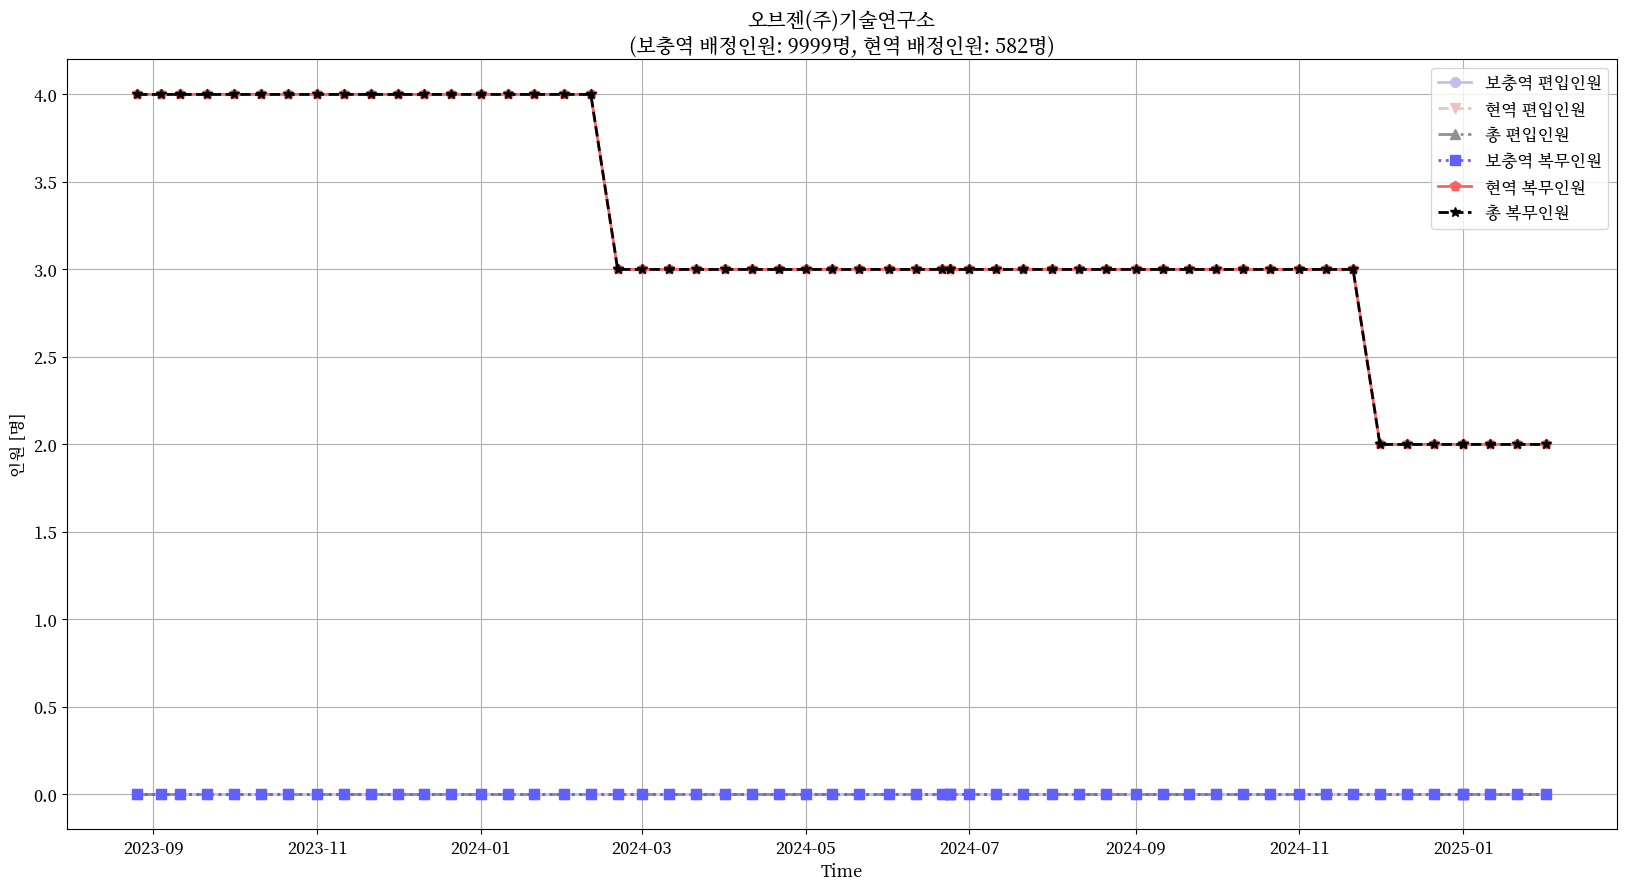 오브젠(주)기술연구소
(보충역 배정인원: 9999명, 현역 배정인원: 582명)
보충역 편입인원
현역 편입인원
총 편입인원
보충역 복무인원
현역 복무인원
총 복무인원
인원 [명]
4.0
3.5
3.0
2.5
2.0
1.5
1.0
0.5
0.0
2023-09
2023-11
2024-01
2024-03
2024-05
2024-07
2024-09
2024-11
2025-01
Time